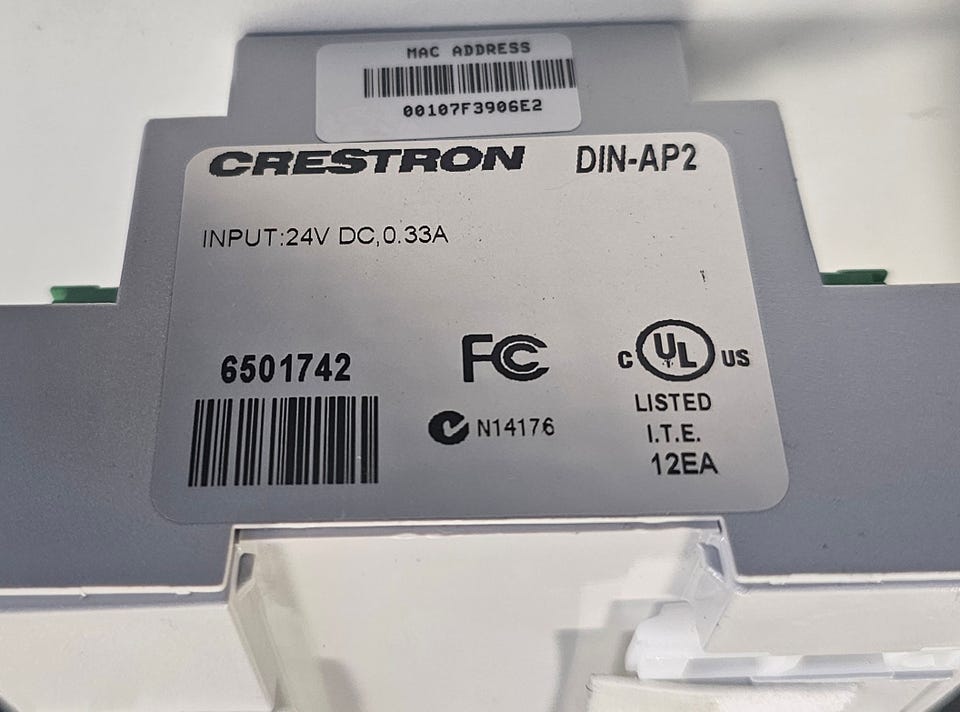 MAC ADDRESS
00107F3906E2
CRESTRON DIN-AP2
INPUT:24V DC,0.33A
6501742
FC
N14176
C UL US
LISTED
I.T.E.
12EA